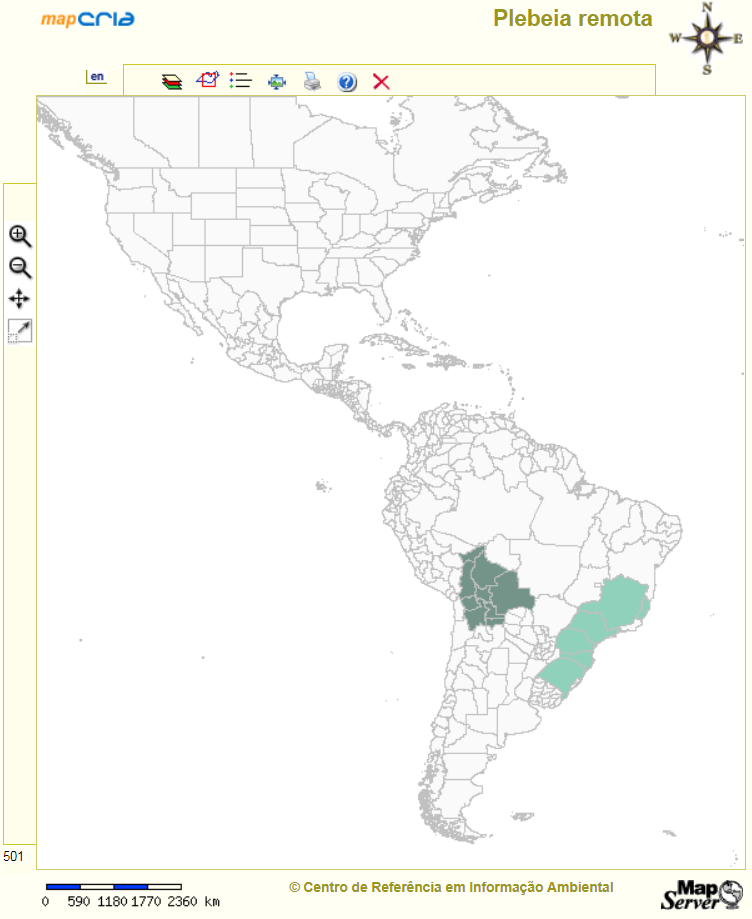 mapcria
Plebeia remota
N
W E
S
en
501
0 590 1180 1770 2360 km
© Centro de Referência em Informação Ambiental
Map
Server